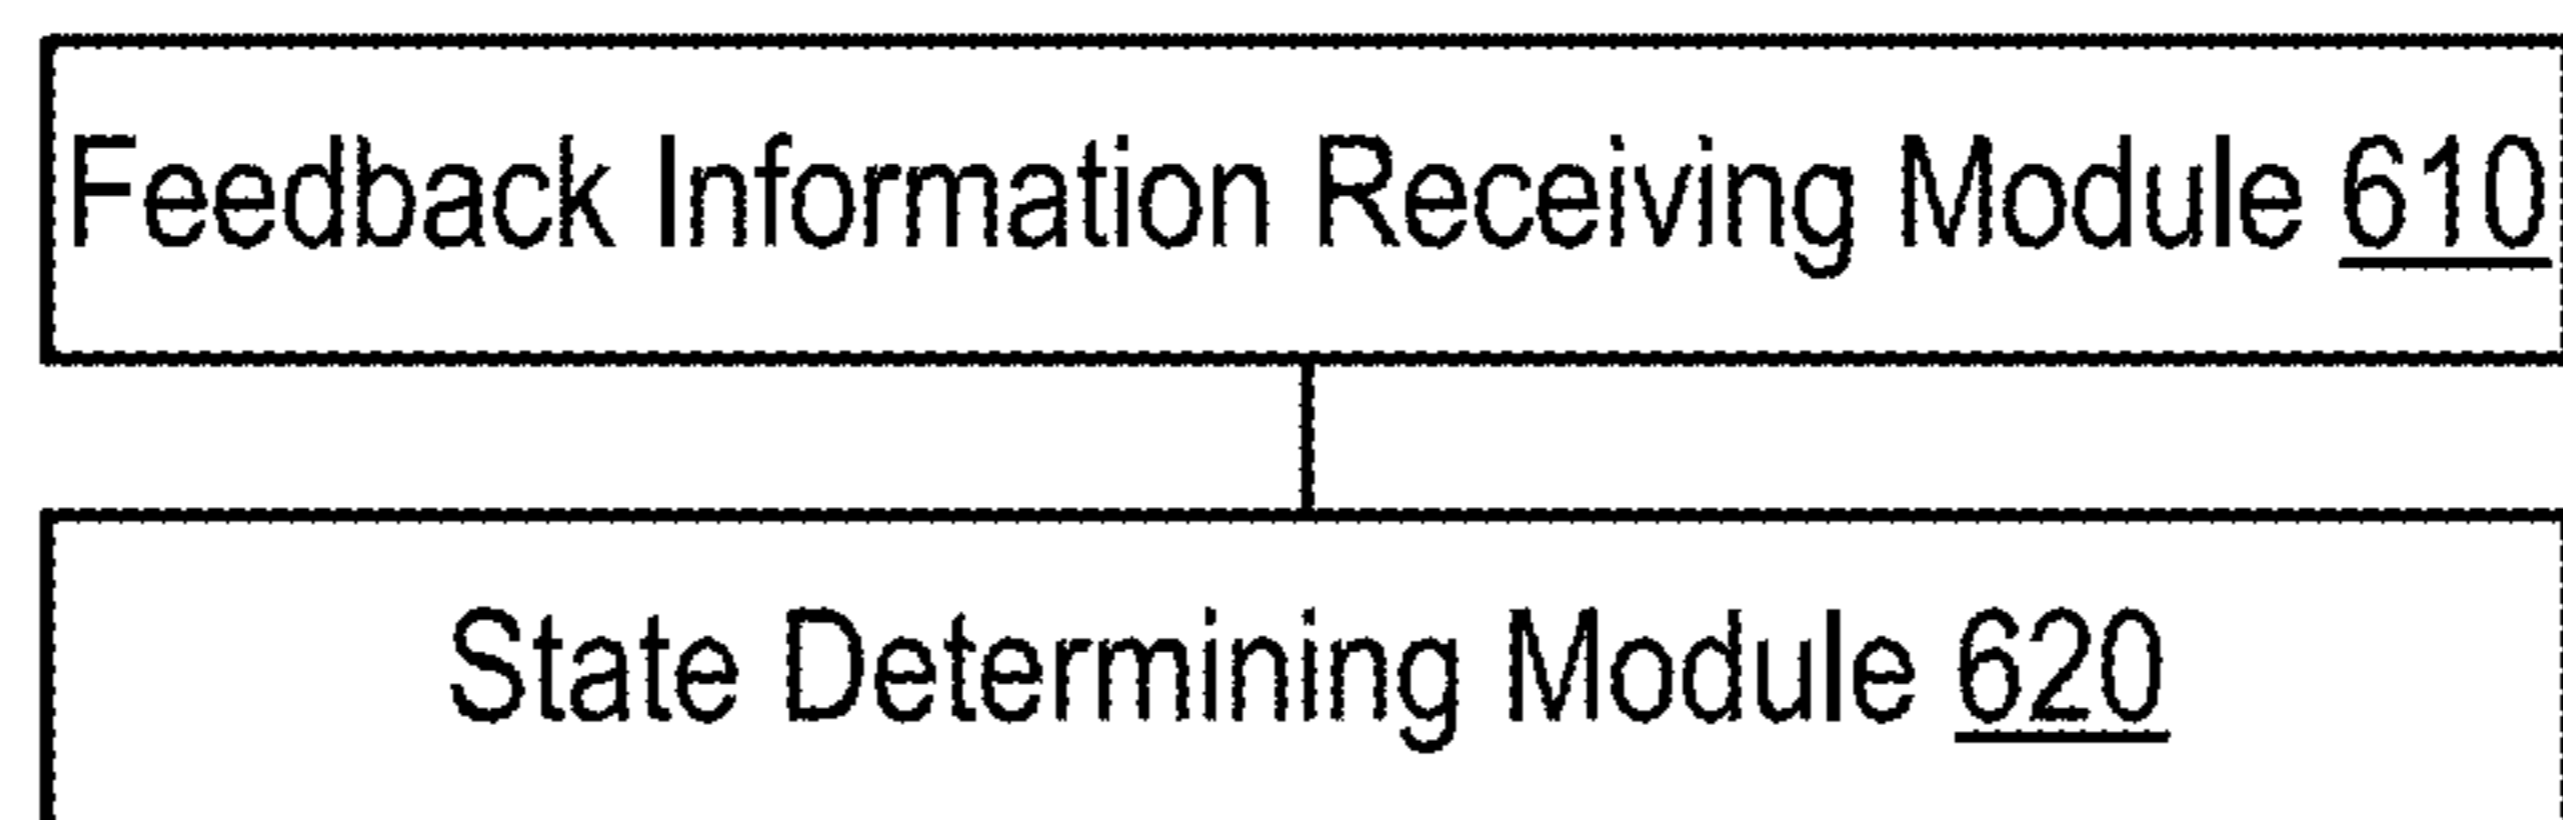 Feedback Information Receiving Module 610
State Determining Module 620